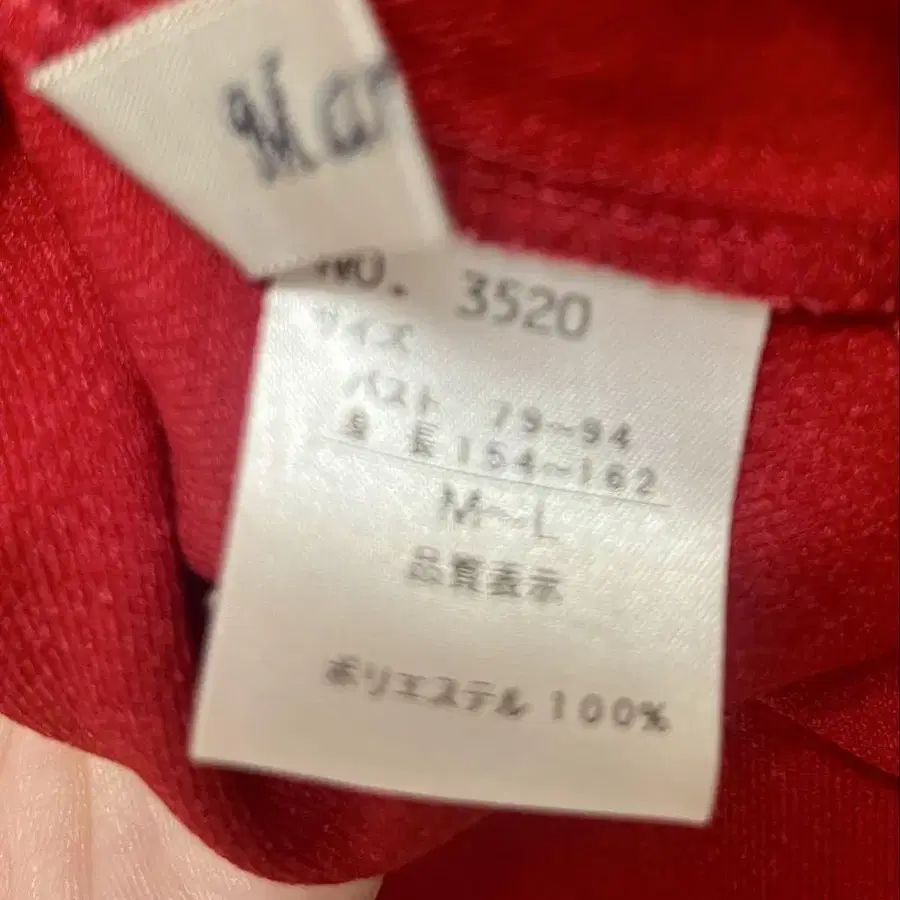 Mar
NO. 3520
サイズ
バスト 79~94
身 長 154~162
M~L
品質表示
ポリエステル 100%